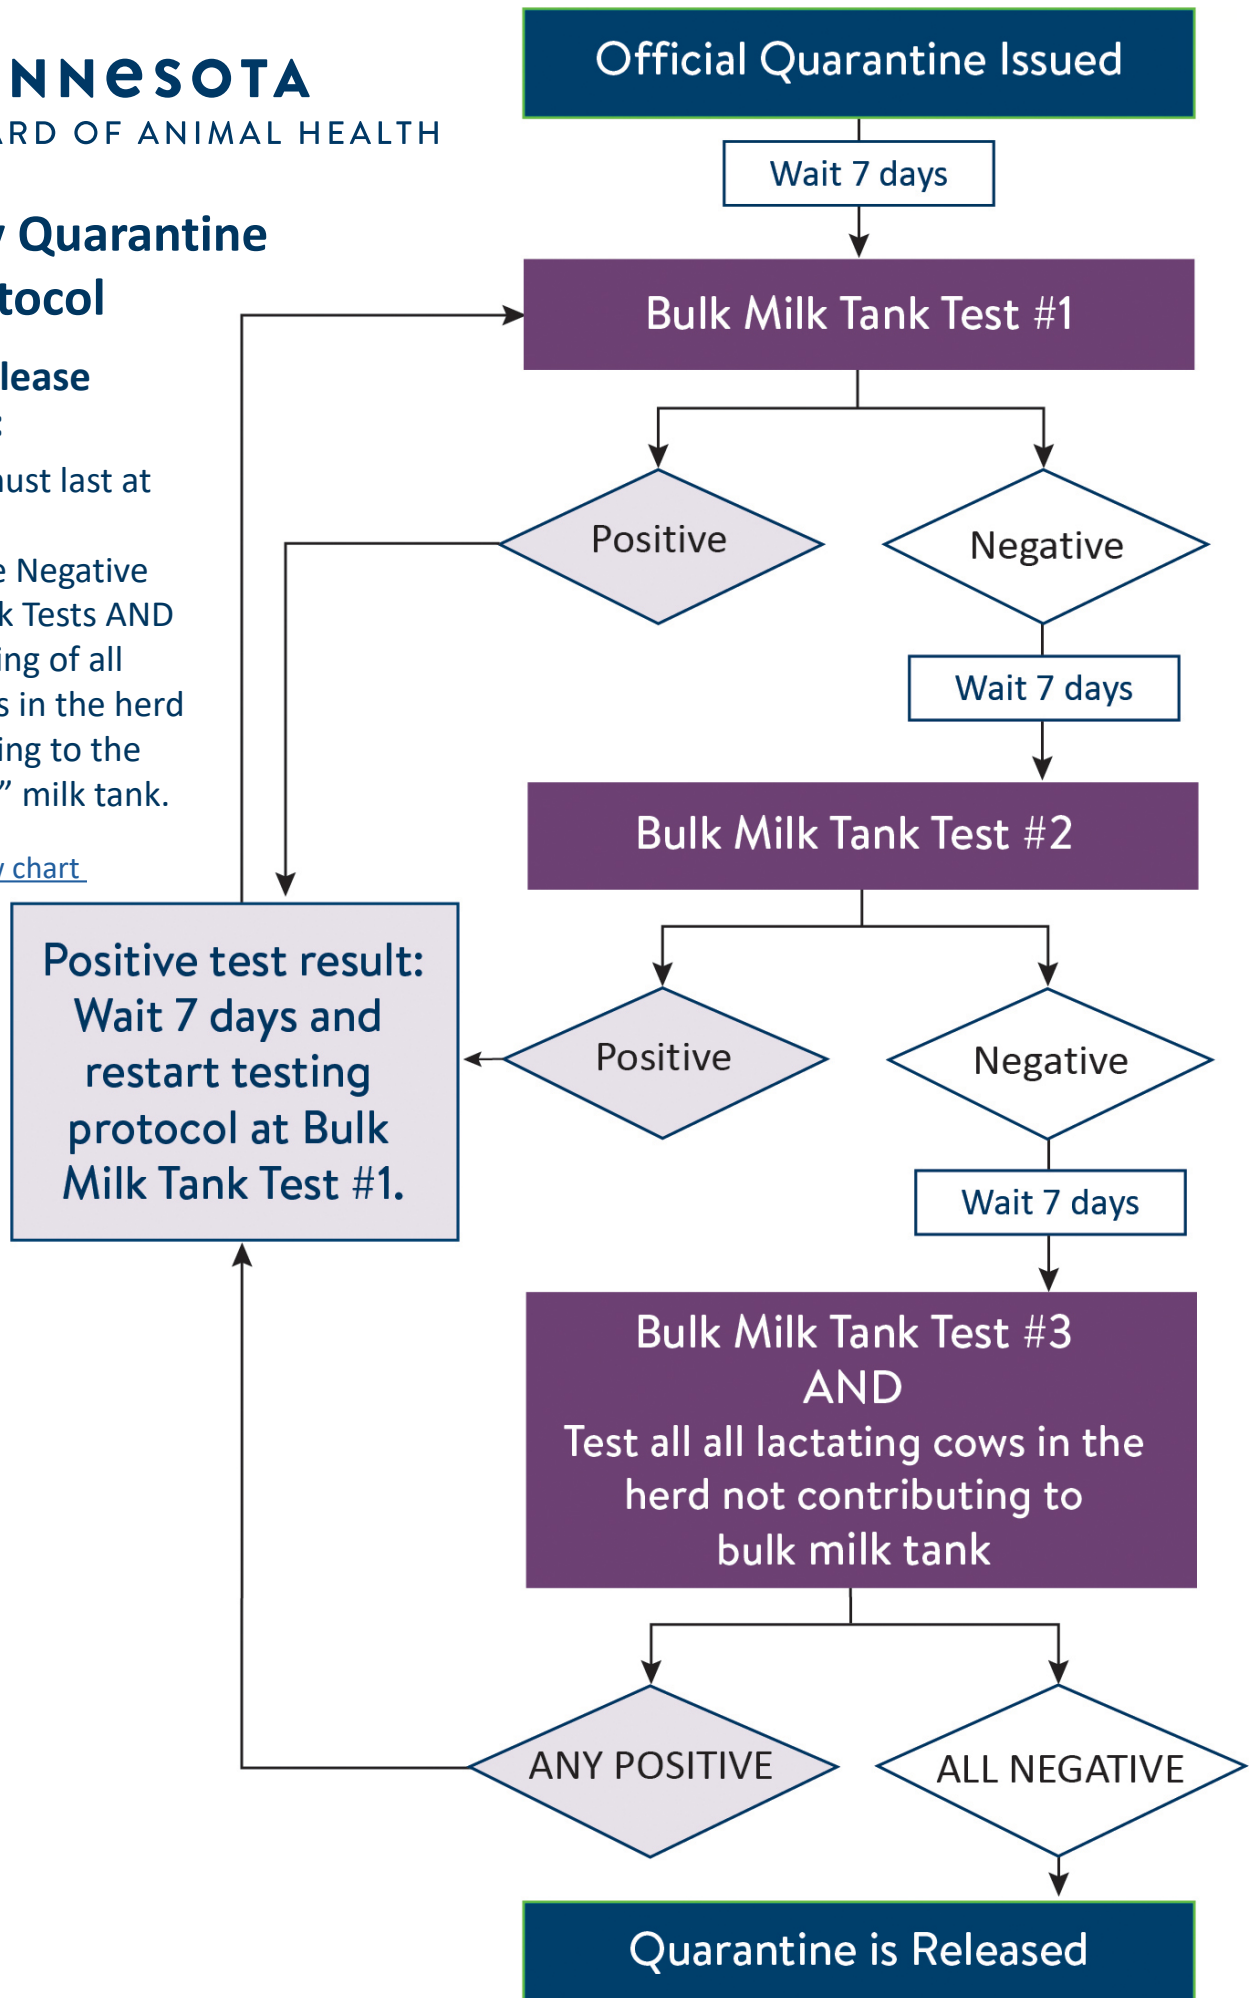 NNESOTA
ARD OF ANIMAL HEALTH
Quarantine
tocol
lease
:
nust last at
e Negative
k Tests AND
ing of all
s in the herd
ing to the
” milk tank.
v chart
Official Quarantine Issued
Wait 7 days
Bulk Milk Tank Test #1
Positive
Negative
Wait 7 days
Bulk Milk Tank Test #2
Positive
Negative
Positive test result:
Wait 7 days and
restart testing
protocol at Bulk
Milk Tank Test #1.
Wait 7 days
Bulk Milk Tank Test #3
AND
Test all all lactating cows in the
herd not contributing to
bulk milk tank
ANY POSITIVE
ALL NEGATIVE
Quarantine is Released